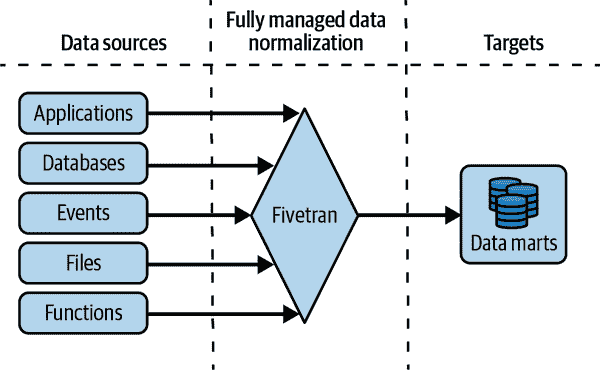 Data sources
Fully managed data
normalization
Targets
Applications
Databases
Events
Files
Functions
Fivetran
Data marts